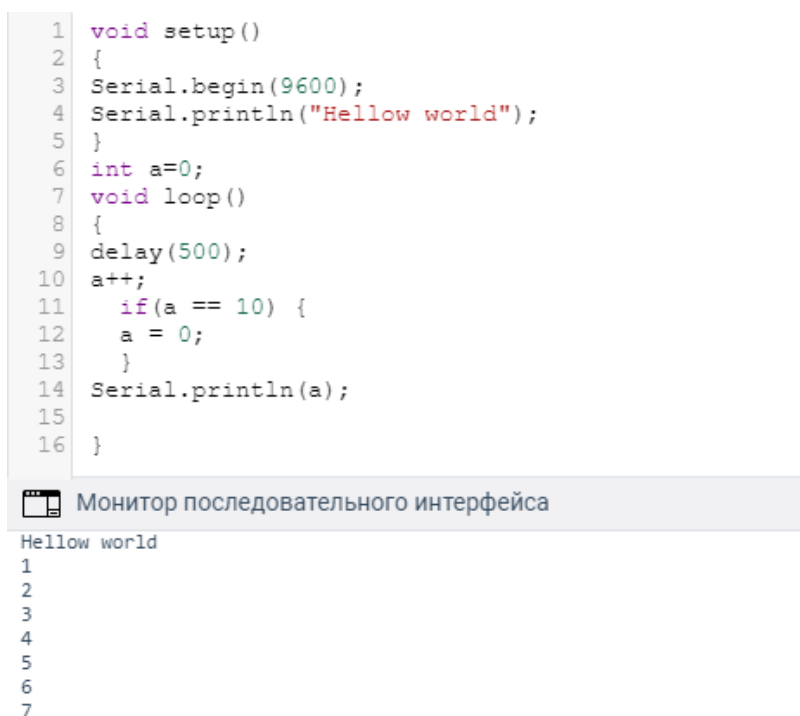 1 void setup()
2 {
3 Serial.begin(9600);
4 Serial.println("Hellow world");
5 }
6 int a=0;
7 void loop()
8 {
9 delay(500);
10 a++;
11 if(a == 10) {
12 a = 0;
13 }
14 Serial.println(a);
15
16 }
Монитор последовательного интерфейса
Hellow world
1
2
3
4
5
6
7